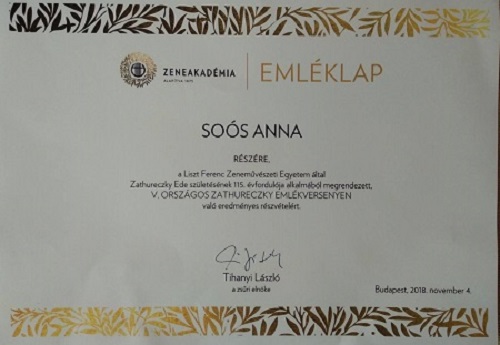 ZENEAKADÉMIA
EMLÉKLAP
SOÓS ANNA
RÉSZÉRE,
a Liszt Ferenc Zeneművészeti Egyetem által
Zathureczky Ede születésének 115. évfordulója alkalmából megrendezett,
V. ORSZÁGOS ZATHURECZKY EMLÉKVERSENYEN
való eredményes részvételért.
Tihanyi László
a zsűri elnöke
Budapest, 2018. november 4.